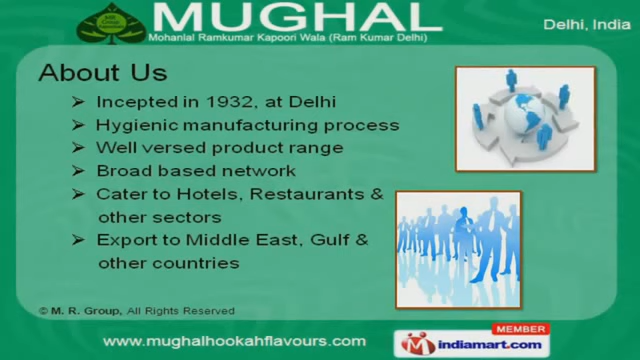 MUGHAL
Mohanlal Ramkumar Kapoori Wala (Ram Kumar Delhi)
Delhi, India
About Us
Incepted in 1932, at Delhi
Hygienic manufacturing process
Well versed product range
Broad based network
Cater to Hotels, Restaurants &
other sectors
Export to Middle East, Gulf &
other countries
© M. R. Group, All Rights Reserved
www.mughalhookahflavours.com
MEMBER
indiamart.com